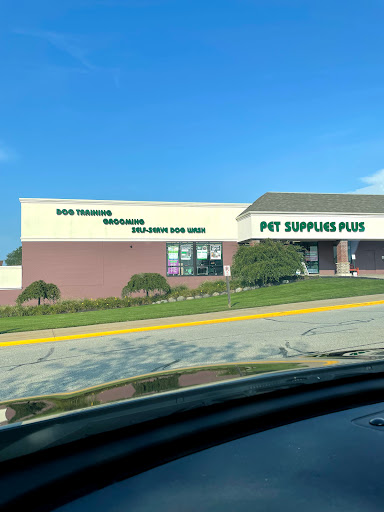 DOG TRAINING
GROOMING
SELF-SERVE DOG WASH
PET SUPPLIES PLUS